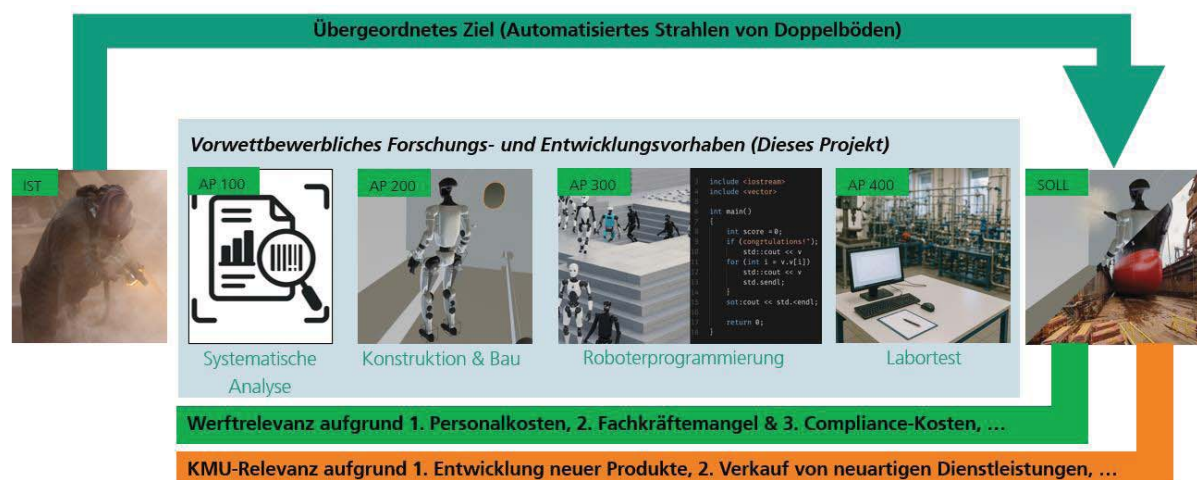 Übergeordnetes Ziel (Automatisiertes Strahlen von Doppelböden)
Vorwettbewerbliches Forschungs- und Entwicklungsvorhaben (Dieses Projekt)
IST
AP 100
AP 200
AP 300
AP 400
SOLL
include <iostream>
include <vector>
int main()
{
int score = 0;
if (congrtulations!");
std::cout << v
for (int i + v.v[i])
std::cout << v
std.sendl;
}
sot:cout << std.<endl;
return 0;
}
Systematische
Analyse
Konstruktion & Bau
Roboterprogrammierung
Labortest
Werftrelevanz aufgrund 1. Personalkosten, 2. Fachkräftemangel & 3. Compliance-Kosten, …
KMU-Relevanz aufgrund 1. Entwicklung neuer Produkte, 2. Verkauf von neuartigen Dienstleistungen, …